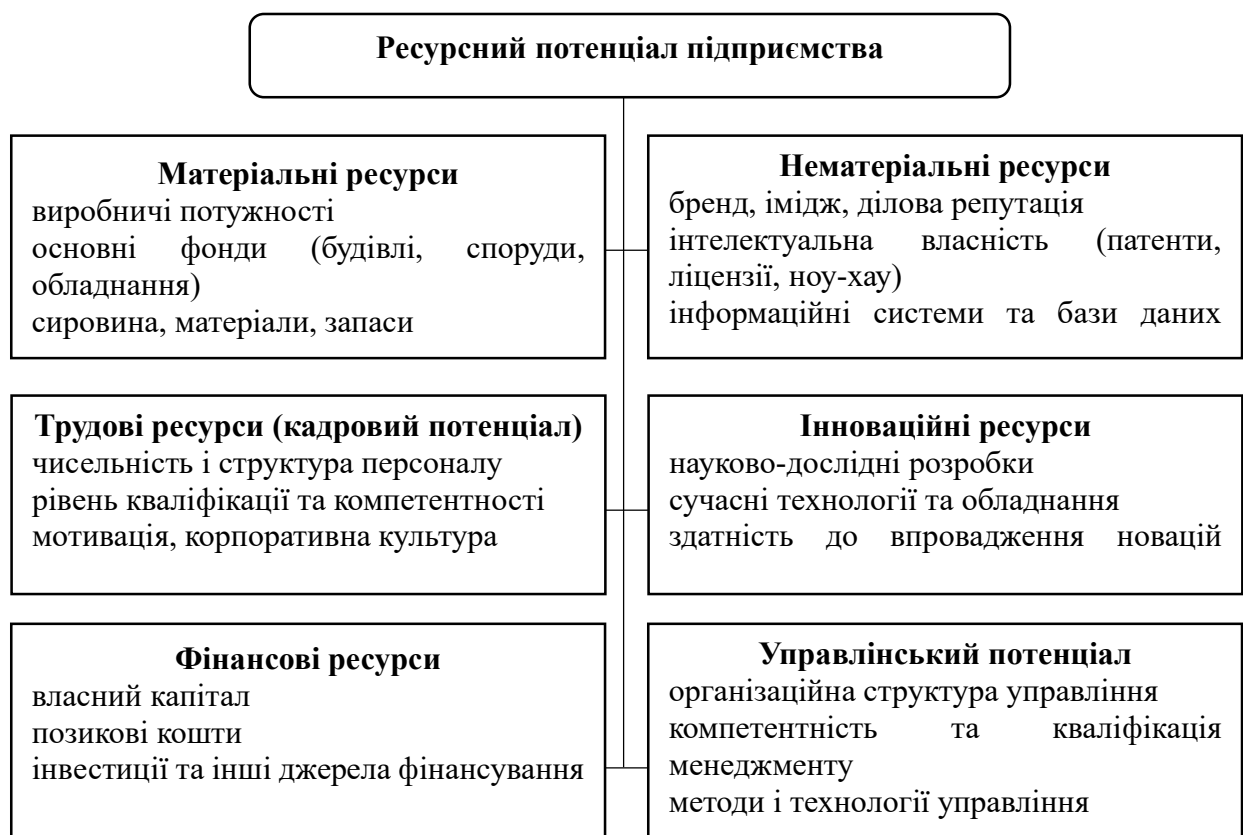 Ресурсний потенціал підприємства
Матеріальні ресурси
виробничі потужності
основні фонди (будівлі, споруди,
обладнання)
сировина, матеріали, запаси
Нематеріальні ресурси
бренд, імідж, ділова репутація
інтелектуальна власність (патенти,
ліцензії, ноу-хау)
інформаційні системи та бази даних
Трудові ресурси (кадровий потенціал)
чисельність і структура персоналу
рівень кваліфікації та компетентності
мотивація, корпоративна культура
Інноваційні ресурси
науково-дослідні розробки
сучасні технології та обладнання
здатність до впровадження новацій
Фінансові ресурси
власний капітал
позикові кошти
інвестиції та інші джерела фінансування
Управлінський потенціал
організаційна структура управління
компетентність та кваліфікація
менеджменту
методи і технології управління